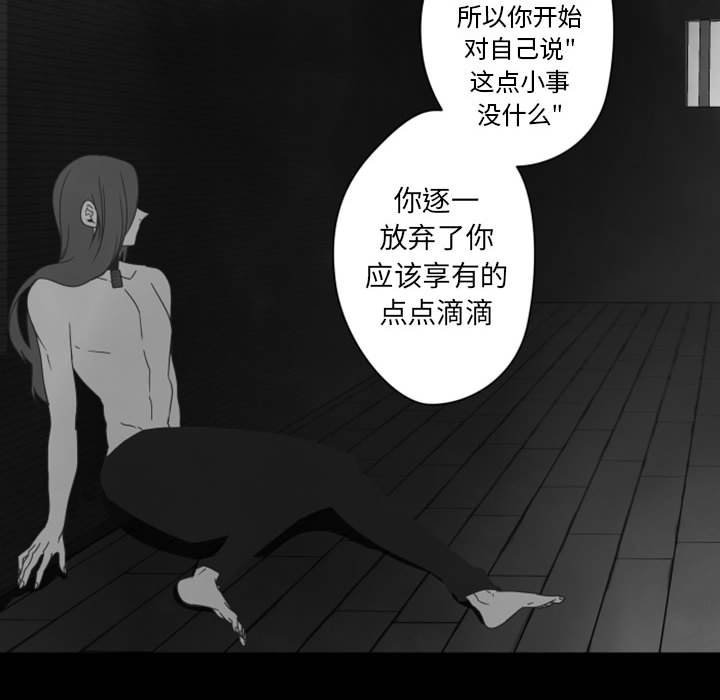 所以你开始
对自己说"
这点小事
没什么"
你逐一
放弃了你
应该享有的
点点滴滴